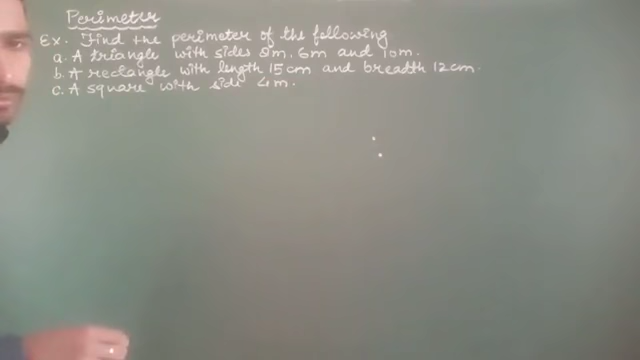 Perimeter
Ex. Find the perimeter of the following
a. A triangle with sides 8m, 6m and 10m.
b. A rectangle with length 15cm and breadth 12cm.
c. A square with side 4m.